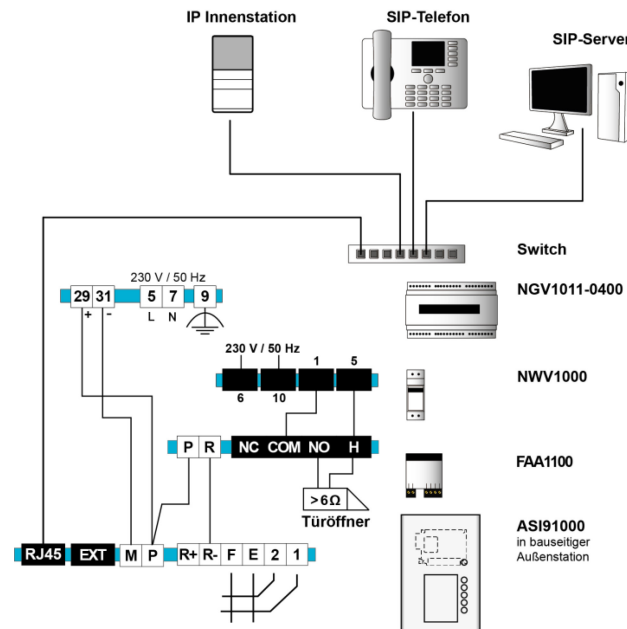 IP Innenstation
SIP-Telefon
SIP-Server
Switch
NGV1011-0400
230 V / 50 Hz
29 31 5 7 9
+ - L N
230 V / 50 Hz 1 5
6 10
NWV1000
P R NC COM NO H
FAA1100
>6Ω
Türöffner
ASI91000
in bauseitiger
Außenstation
RJ45 EXT M P R+ R- F E 2 1